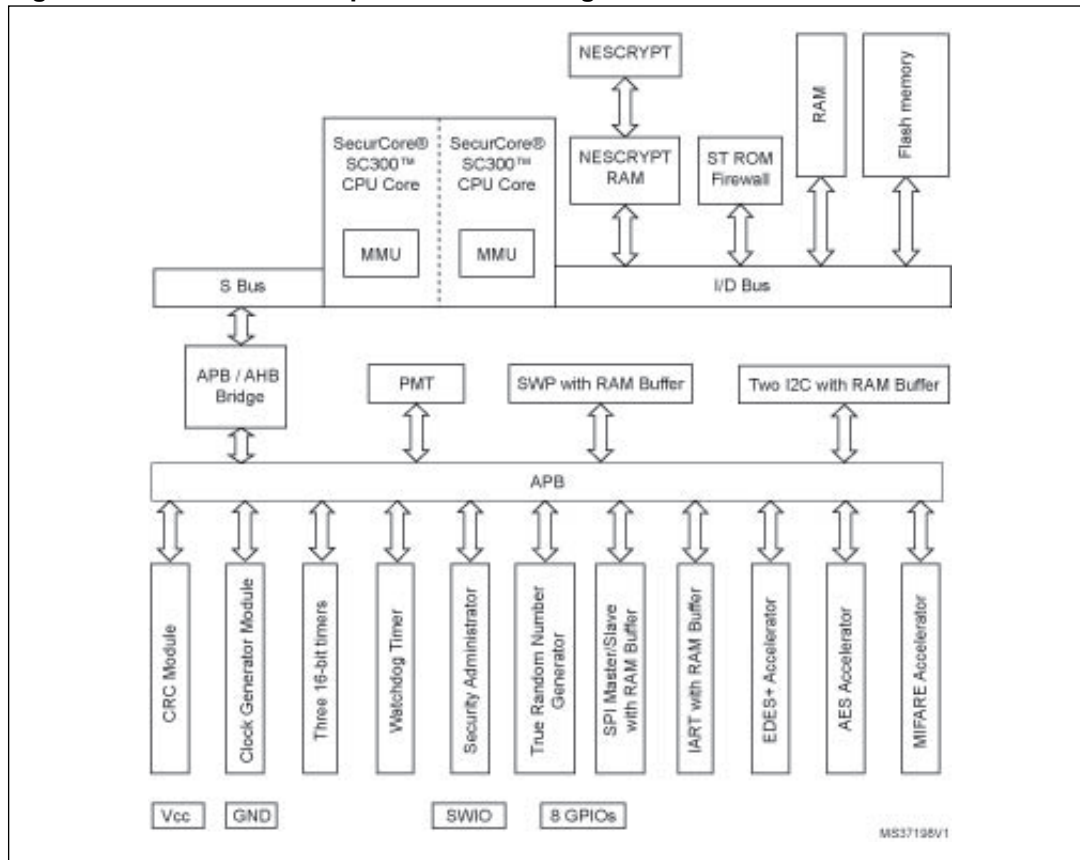 NESCRYPT
RAM
Flash memory
SecurCore®
SC300™
CPU Core
SecurCore®
SC300™
CPU Core
NESCRYPT
RAM
ST ROM
Firewall
MMU
MMU
S Bus
I/D Bus
APB / AHB
Bridge
PMT
SWP with RAM Buffer
Two I2C with RAM Buffer
APB
CRC Module
Clock Generator Module
Three 16-bit timers
Watchdog Timer
Security Administrator
True Random Number
Generator
SPI Master/Slave
with RAM Buffer
IART with RAM Buffer
EDES+ Accelerator
AES Accelerator
MIFARE Accelerator
Vcc
GND
SWIO
8 GPIOs
MS37198V1